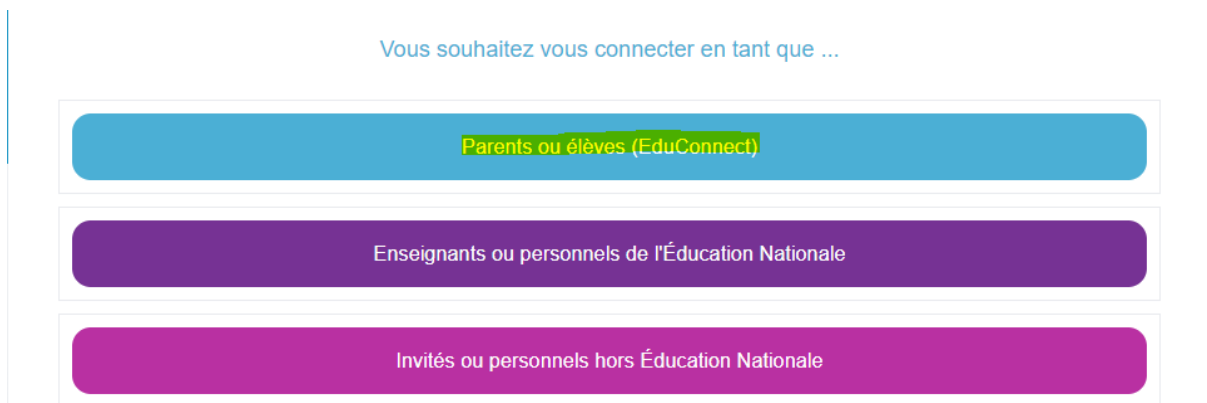 Vous souhaitez vous connecter en tant que ...
Parents ou élèves (EduConnect)
Enseignants ou personnels de l'Éducation Nationale
Invités ou personnels hors Éducation Nationale